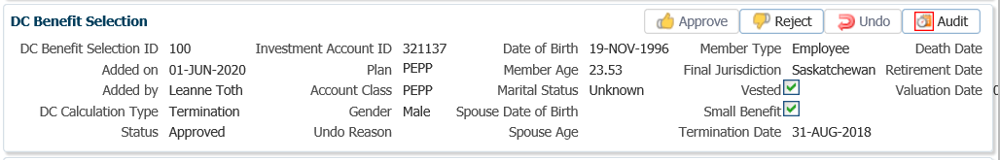 DC Benefit Selection Approve Reject Undo Audit
DC Benefit Selection ID 100 Investment Account ID 321137 Date of Birth 19-NOV-1996 Member Type Employee Death Date
Added on 01-JUN-2020 Plan PEPP Member Age 23.53 Final Jurisdiction Saskatchewan Retirement Date
Added by Leanne Toth Account Class PEPP Marital Status Unknown Vested Valuation Date
DC Calculation Type Termination Gender Male Spouse Date of Birth Small Benefit
Status Approved Undo Reason Spouse Age Termination Date 31-AUG-2018